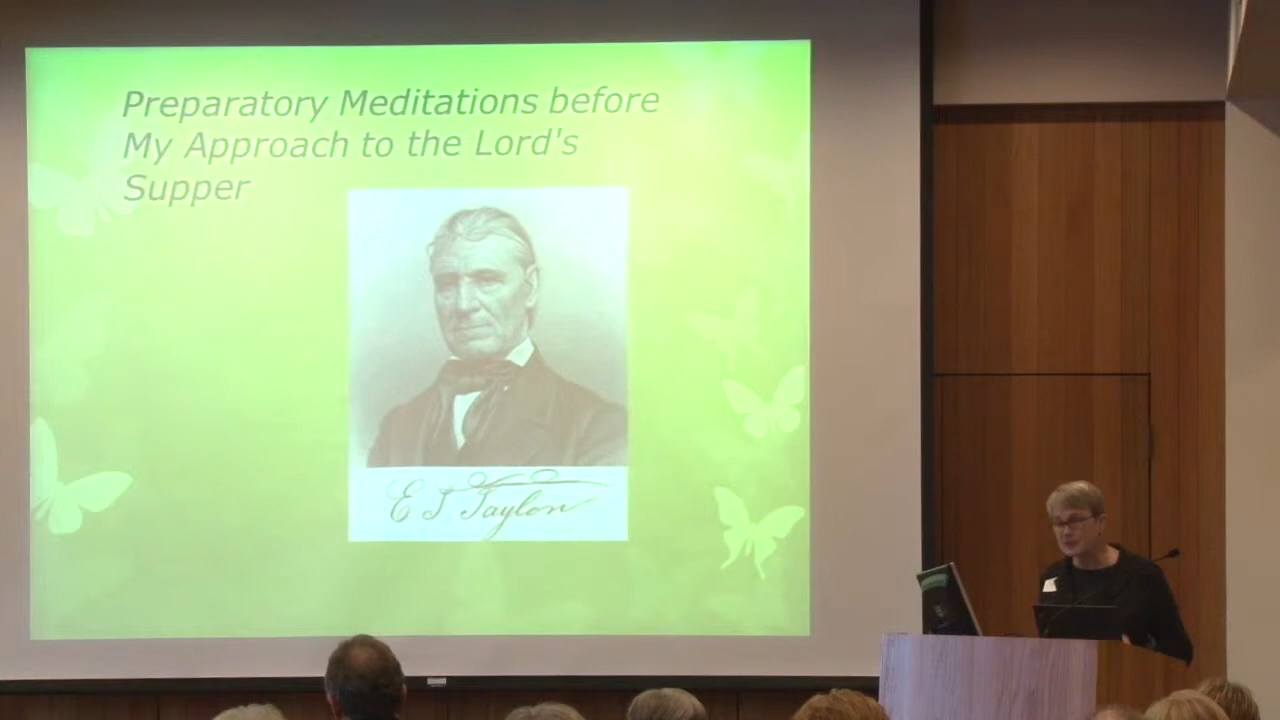 Preparatory Meditations before
My Approach to the Lord's
Supper
E T Taylor